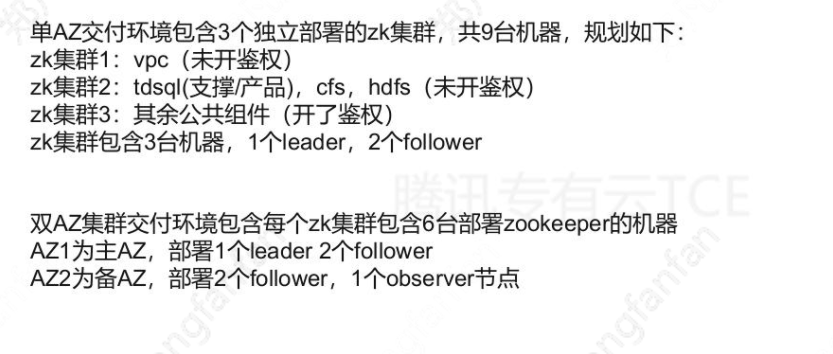 单AZ交付环境包含3个独立部署的zk集群，共9台机器，规划如下：
zk集群1：vpc（未开鉴权）
zk集群2：tdsql(支撑/产品)，cfs，hdfs（未开鉴权）
zk集群3：其余公共组件（开了鉴权）
zk集群包含3台机器，1个leader，2个follower
腾讯专有云TCE
双AZ集群交付环境包含每个zk集群包含6台部署zookeeper的机器
AZ1为主AZ，部署1个leader 2个follower
AZ2为备AZ，部署2个follower，1个observer节点